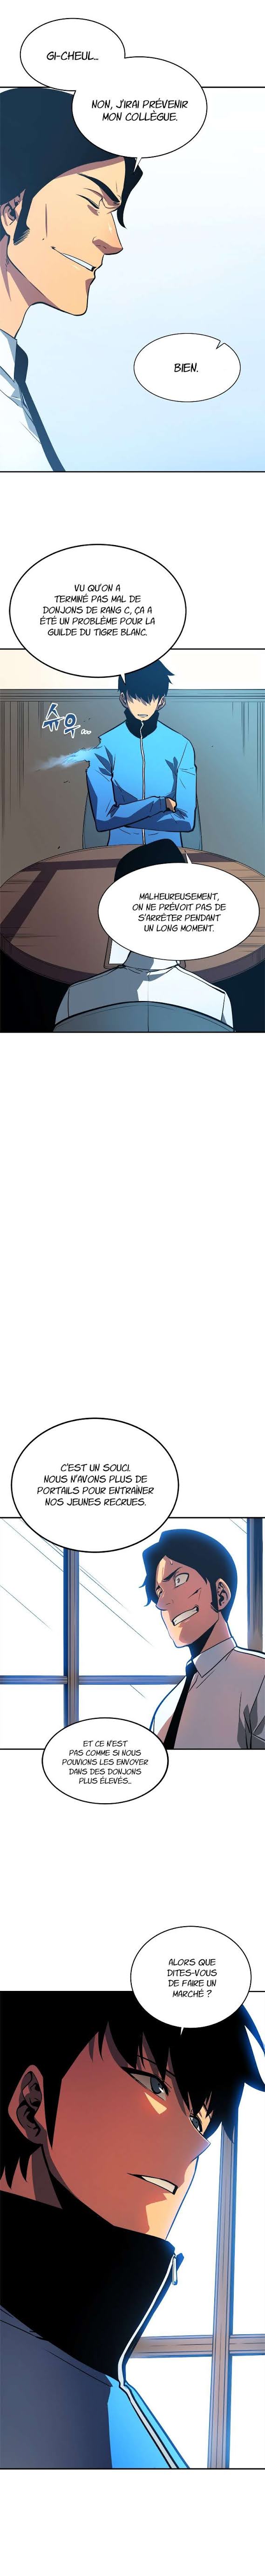 GI-CHEUL...
NON, J'IRAI PRÉVENIR
MON COLLÈGUE.
BIEN.
VU QU'ON A
TERMINÉ PAS MAL DE
DONJONS DE RANG C, ÇA A
ÉTÉ UN PROBLÈME POUR LA
GUILDE DU TIGRE BLANC.
슈우...
MALHEUREUSEMENT,
ON NE PRÉVOIT PAS DE
S'ARRÊTER PENDANT
UN LONG MOMENT.
C'EST UN SOUCI.
NOUS N'AVONS PLUS DE
PORTAILS POUR ENTRAÎNER
NOS JEUNES RECRUES.
ET CE N'EST
PAS COMME SI NOUS
POUVIONS LES ENVOYER
DANS DES DONJONS
PLUS ÉLEVÉS...
ALORS QUE
DITES-VOUS
DE FAIRE UN
MARCHÉ ?